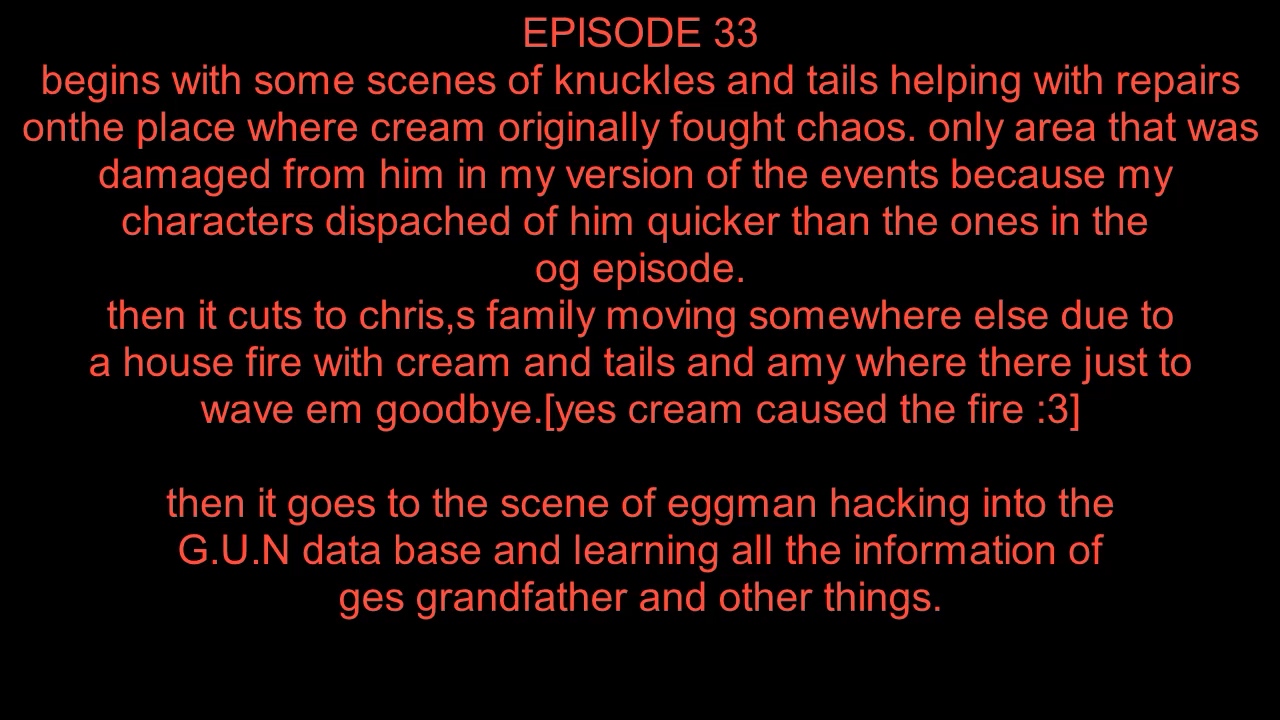 EPISODE 33
begins with some scenes of knuckles and tails helping with repairs
onthe place where cream originally fought chaos. only area that was
damaged from him in my version of the events because my
characters dispached of him quicker than the ones in the
og episode.
then it cuts to chris,s family moving somewhere else due to
a house fire with cream and tails and amy where there just to
wave em goodbye.[yes cream caused the fire :3]
then it goes to the scene of eggman hacking into the
G.U.N data base and learning all the information of
ges grandfather and other things.